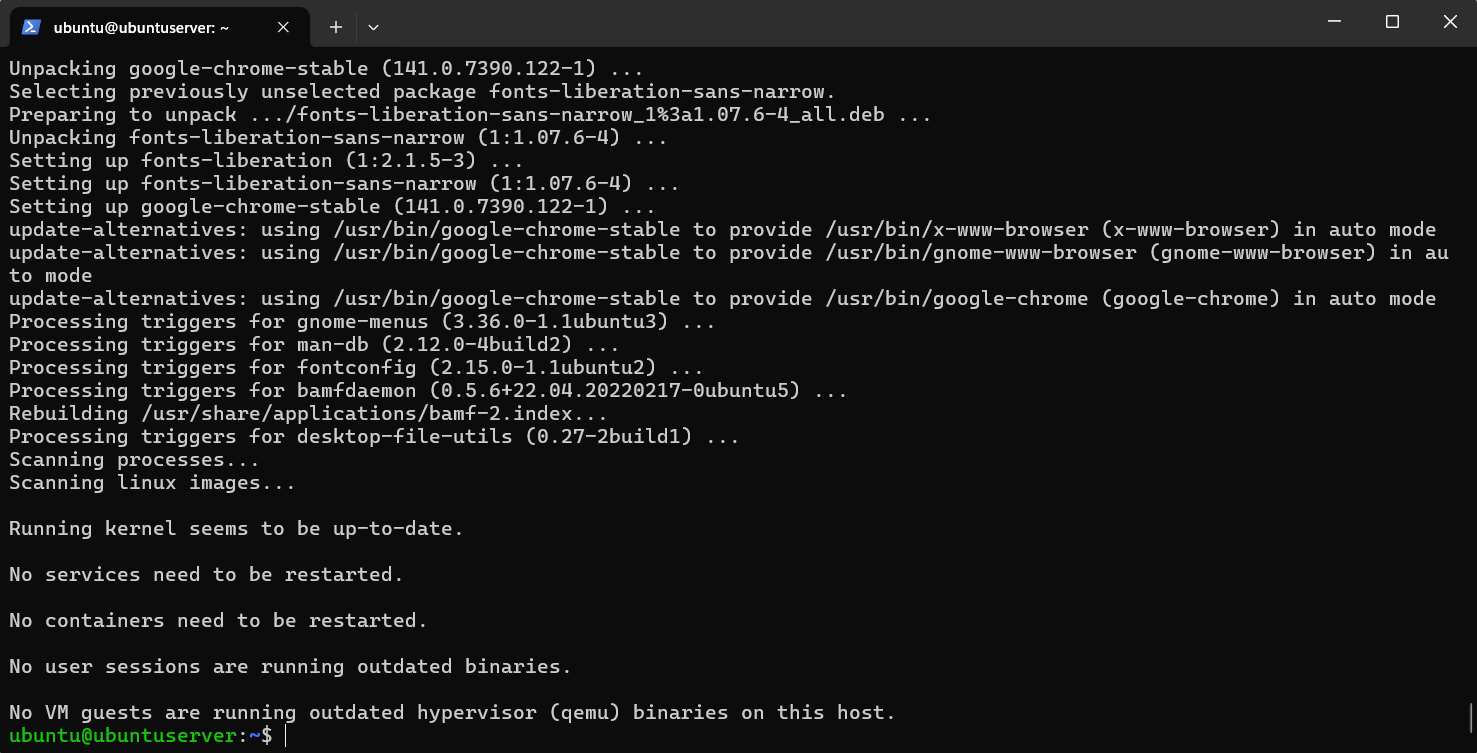 ubuntu@ubuntuserver: ~
Unpacking google-chrome-stable (141.0.7390.122-1) ...
Selecting previously unselected package fonts-liberation-sans-narrow.
Preparing to unpack .../fonts-liberation-sans-narrow_1%3a1.07.6-4_all.deb ...
Unpacking fonts-liberation-sans-narrow (1:1.07.6-4) ...
Setting up fonts-liberation (1:2.1.5-3) ...
Setting up fonts-liberation-sans-narrow (1:1.07.6-4) ...
Setting up google-chrome-stable (141.0.7390.122-1) ...
update-alternatives: using /usr/bin/google-chrome-stable to provide /usr/bin/x-www-browser (x-www-browser) in auto mode
update-alternatives: using /usr/bin/google-chrome-stable to provide /usr/bin/gnome-www-browser (gnome-www-browser) in au
to mode
update-alternatives: using /usr/bin/google-chrome-stable to provide /usr/bin/google-chrome (google-chrome) in auto mode
Processing triggers for gnome-menus (3.36.0-1.1ubuntu3) ...
Processing triggers for man-db (2.12.0-4build2) ...
Processing triggers for fontconfig (2.15.0-1.1ubuntu2) ...
Processing triggers for bamfdaemon (0.5.6+22.04.20220217-0ubuntu5) ...
Rebuilding /usr/share/applications/bamf-2.index...
Processing triggers for desktop-file-utils (0.27-2build1) ...
Scanning processes...
Scanning linux images...
Running kernel seems to be up-to-date.
No services need to be restarted.
No containers need to be restarted.
No user sessions are running outdated binaries.
No VM guests are running outdated hypervisor (qemu) binaries on this host.
ubuntu@ubuntuserver:~$